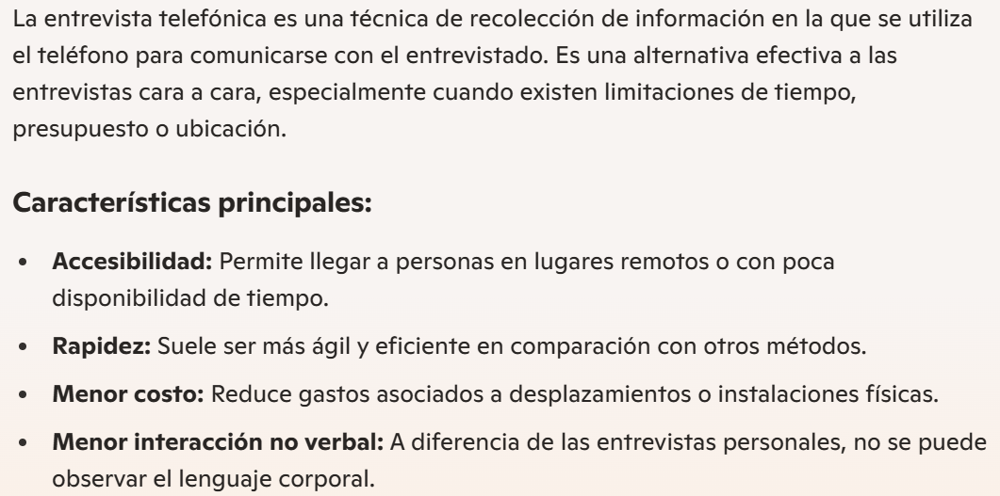 La entrevista telefónica es una técnica de recolección de información en la que se utiliza
el teléfono para comunicarse con el entrevistado. Es una alternativa efectiva a las
entrevistas cara a cara, especialmente cuando existen limitaciones de tiempo,
presupuesto o ubicación.
Características principales:
• Accesibilidad: Permite llegar a personas en lugares remotos o con poca
disponibilidad de tiempo.
• Rapidez: Suele ser más ágil y eficiente en comparación con otros métodos.
• Menor costo: Reduce gastos asociados a desplazamientos o instalaciones físicas.
• Menor interacción no verbal: A diferencia de las entrevistas personales, no se puede
observar el lenguaje corporal.